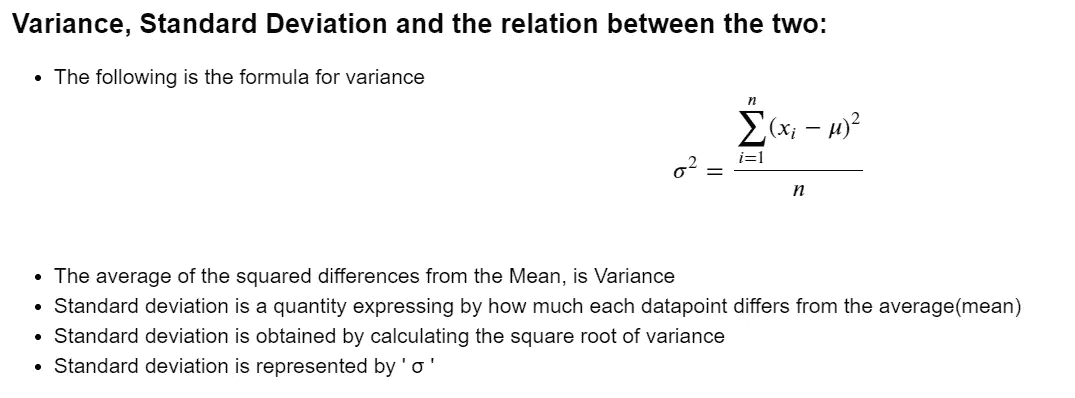 Variance, Standard Deviation and the relation between the two:
• The following is the formula for variance
σ² = \frac{\sum_{i=1}^{n}(x_i − μ)²}{n}
• The average of the squared differences from the Mean, is Variance
• Standard deviation is a quantity expressing by how much each datapoint differs from the average(mean)
• Standard deviation is obtained by calculating the square root of variance
• Standard deviation is represented by ' σ '